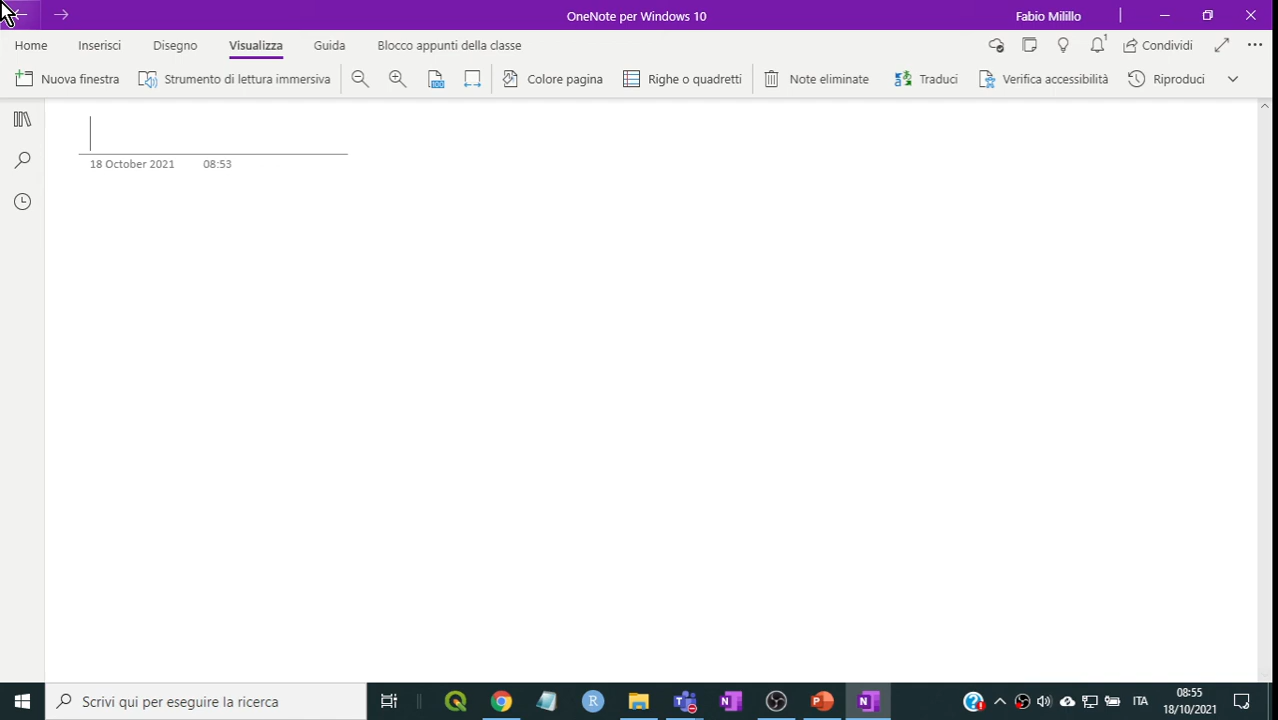 OneNote per Windows 10
Fabio Milillo
Home Inserisci Disegno Visualizza Guida Blocco appunti della classe
1
Condividi
Nuova finestra Strumento di lettura immersiva 100 Colore pagina Righe o quadretti Note eliminate Traduci Verifica accessibilità Riproduci
18 October 2021 08:53
Scrivi qui per eseguire la ricerca
ITA
08:55
18/10/2021